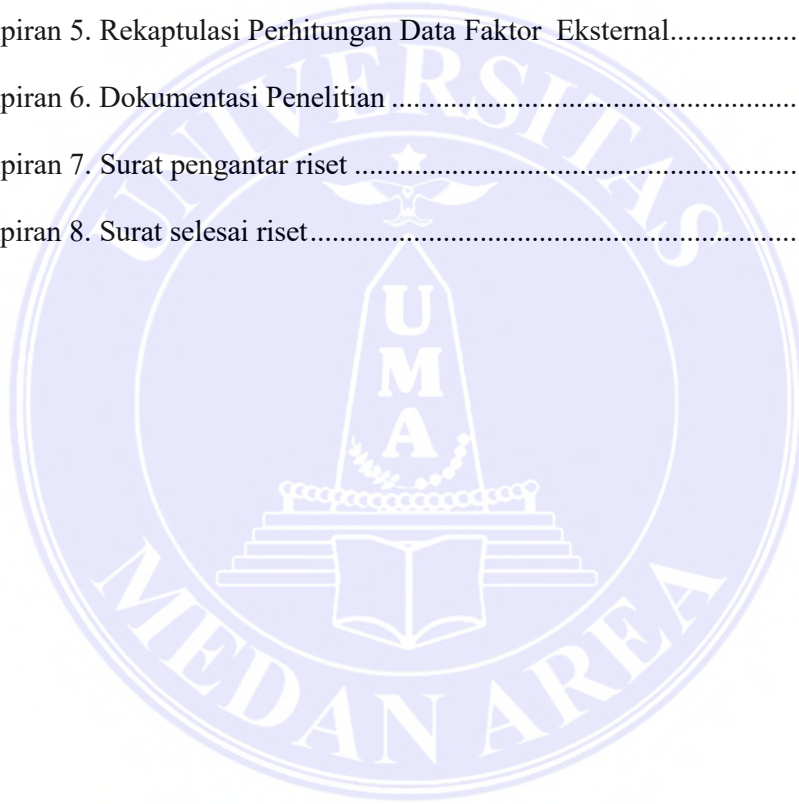 piran 5. Rekaptulasi Perhitungan Data Faktor Eksternal.................
piran 6. Dokumentasi Penelitian ......................................................
piran 7. Surat pengantar riset ...........................................................
piran 8. Surat selesai riset.................................................................
UNIVERSITAS
UMA
MEDAN AREA